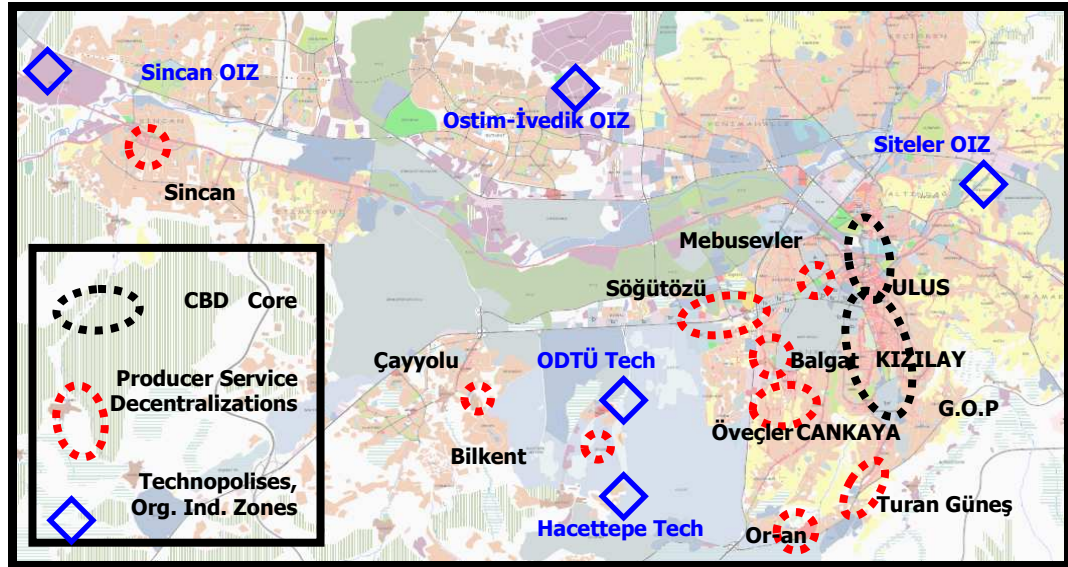 Sincan OIZ
Ostim-İvedik OIZ
Siteler OIZ
Sincan
Mebusevler
Söğütözü
ULUS
CBD Core
Çayyolu
ODTÜ Tech
Balgat
KIZILAY
Producer Service
Decentralizations
G.O.P
Öveçler
CANKAYA
Bilkent
Technopolises,
Org. Ind. Zones
Turan Güneş
Hacettepe Tech
Or-an